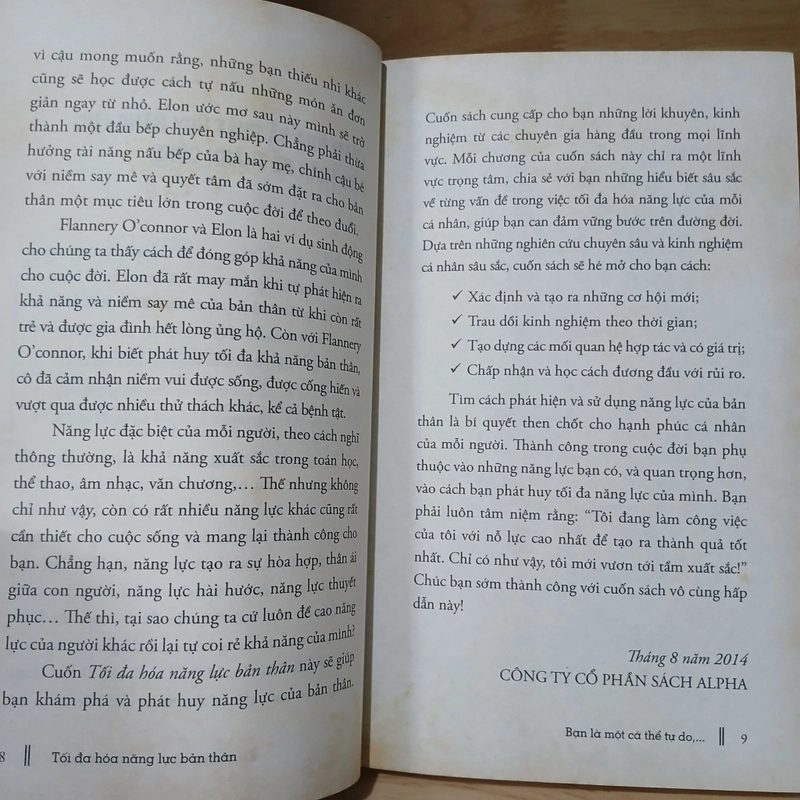 vì cậu mong muốn rằng, những bạn thiếu nhi khác
cũng sẽ học được cách tự nấu những món ăn đơn
giản ngay từ nhỏ. Elon ước mơ sau này mình sẽ trở
thành một đầu bếp chuyên nghiệp. Chẳng phải thừa
hưởng tài năng nấu bếp của bà hay mẹ, chính cậu bé
với niềm say mê và quyết tâm đã sớm đặt ra cho bản
thân một mục tiêu lớn trong cuộc đời để theo đuổi.
Flannery O’connor và Elon là hai ví dụ sinh động
cho chúng ta thấy cách để đóng góp khả năng của mình
cho cuộc đời. Elon đã rất may mắn khi tự phát hiện ra
khả năng và niềm say mê của bản thân từ khi còn rất
trẻ và được gia đình hết lòng ủng hộ. Còn với Flannery
O’connor, khi biết phát huy tối đa khả năng bản thân,
cô đã cảm nhận niềm vui được sống, được cống hiến và
vượt qua được nhiều thử thách khác, kể cả bệnh tật.
Năng lực đặc biệt của mỗi người, theo cách nghĩ
thông thường, là khả năng xuất sắc trong toán học,
thể thao, âm nhạc, văn chương,... Thế nhưng không
chỉ như vậy, còn có rất nhiều năng lực khác cũng rất
cần thiết cho cuộc sống và mang lại thành công cho
bạn. Chẳng hạn, năng lực tạo ra sự hòa hợp, thân ái
giữa con người, năng lực hài hước, năng lực thuyết
phục... Thế thì, tại sao chúng ta cứ luôn đề cao năng
lực của người khác rồi lại tự coi rẻ khả năng của mình?
Cuốn Tối đa hóa năng lực bản thân này sẽ giúp
bạn khám phá và phát huy năng lực của bản thân.
8 || Tối đa hóa năng lực bản thân
Cuốn sách cung cấp cho bạn những lời khuyên, kinh
nghiệm từ các chuyên gia hàng đầu trong mọi lĩnh
vực. Mỗi chương của cuốn sách này chỉ ra một lĩnh
vực trọng tâm, chia sẻ với bạn những hiểu biết sâu sắc
về từng vấn đề trong việc tối đa hóa năng lực của mỗi
cá nhân, giúp bạn can đảm vững bước trên đường đời.
Dựa trên những nghiên cứu chuyên sâu và kinh nghiệm
cá nhân sâu sắc, cuốn sách sẽ hé mở cho bạn cách:
✓ Xác định và tạo ra những cơ hội mới;
✓ Trau dồi kinh nghiệm theo thời gian;
✓ Tạo dựng các mối quan hệ hợp tác và có giá trị;
✓ Chấp nhận và học cách đương đầu với rủi ro.
Tìm cách phát hiện và sử dụng năng lực của bản
thân là bí quyết then chốt cho hạnh phúc cá nhân
của mỗi người. Thành công trong cuộc đời bạn phụ
thuộc vào những năng lực bạn có, và quan trọng hơn,
vào cách bạn phát huy tối đa năng lực của mình. Bạn
phải luôn tâm niệm rằng: “Tôi đang làm công việc
của tôi với nỗ lực cao nhất để tạo ra thành quả tốt
nhất. Chỉ có như vậy, tôi mới vươn tới tầm xuất sắc!”
Chúc bạn sớm thành công với cuốn sách vô cùng hấp
dẫn này!
Tháng 8 năm 2014
CÔNG TY CỔ PHẦN SÁCH ALPHA
Bạn là một cá thể tự do,... || 9